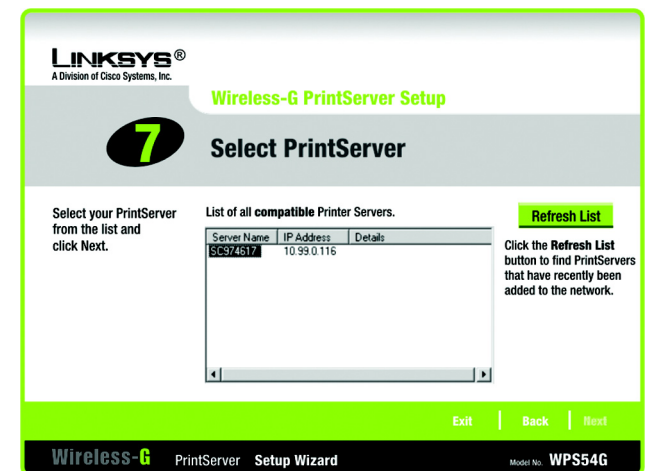 LINKSYS®
A Division of Cisco Systems, Inc.
Wireless-G PrintServer Setup
7
Select PrintServer
Select your PrintServer
from the list and
click Next.
List of all compatible Printer Servers.
Server Name IP Address Details
SC974617 10.99.0.116
Refresh List
Click the Refresh List
button to find PrintServers
that have recently been
added to the network.
Exit Back Next
Wireless-G PrintServer Setup Wizard Model No. WPS54G